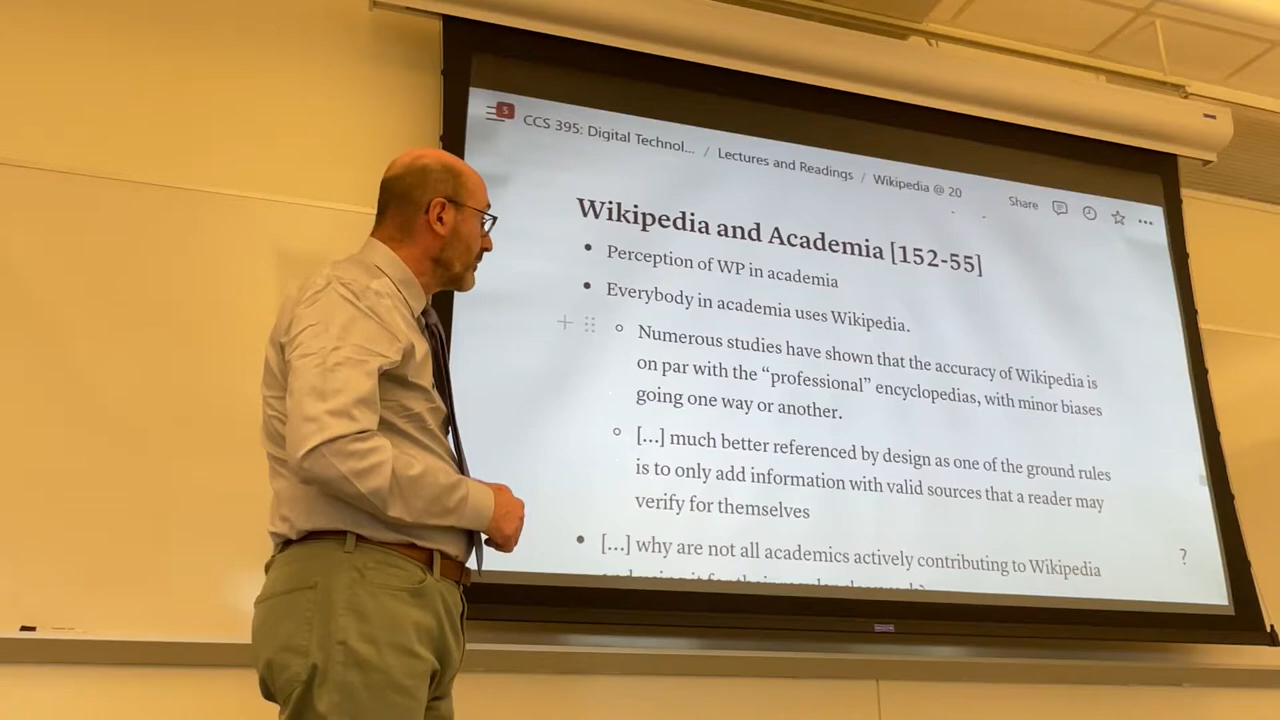 5
CCS 395: Digital Technol... / Lectures and Readings / Wikipedia @ 20
Share
Wikipedia and Academia [152-55]
• Perception of WP in academia
• Everybody in academia uses Wikipedia.
Numerous studies have shown that the accuracy of Wikipedia is
on par with the “professional” encyclopedias, with minor biases
going one way or another.
[...] much better referenced by design as one of the ground rules
is to only add information with valid sources that a reader may
verify for themselves
• [...] why are not all academics actively contributing to Wikipedia
?